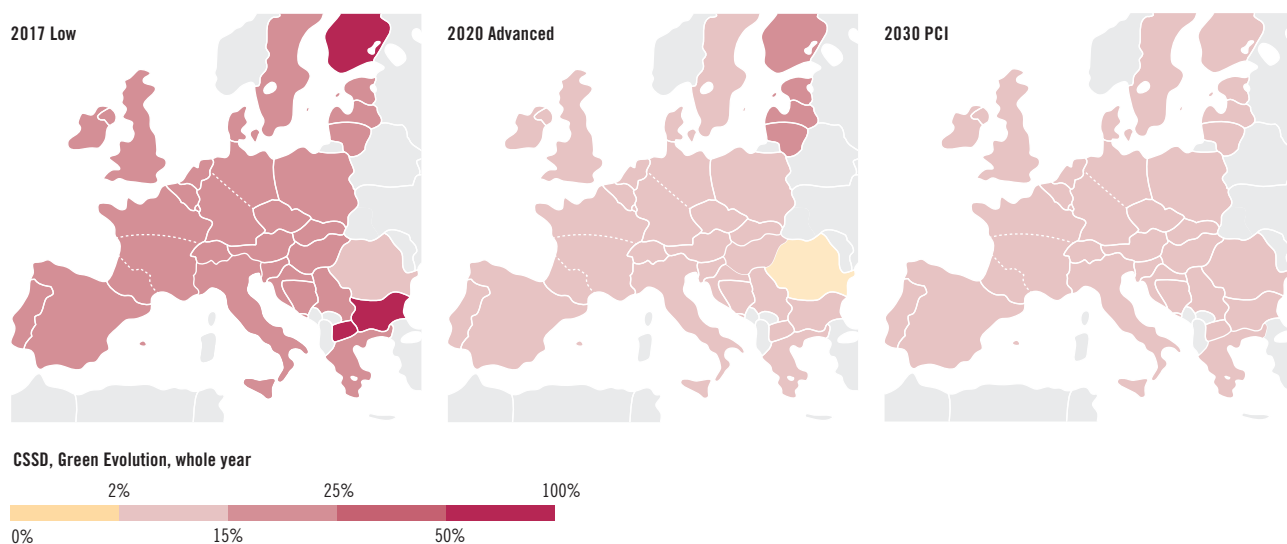 2017 Low
2020 Advanced
2030 PCI
CSSD, Green Evolution, whole year
2% 25% 100%
0% 15% 50%